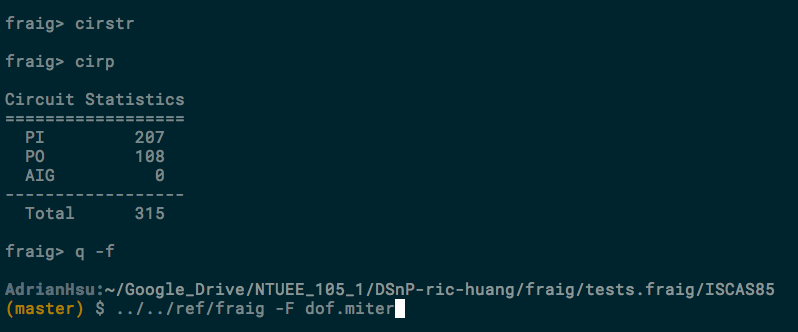 fraig> cirstr
fraig> cirp
Circuit Statistics
==================
  PI         207
  PO         108
  AIG          0
------------------
  Total      315
fraig> q -f
AdrianHsu:~/Google_Drive/NTUEE_105_1/DSnP-ric-huang/fraig/tests.fraig/ISCAS85
(master) $ ../../ref/fraig -F dof.miter